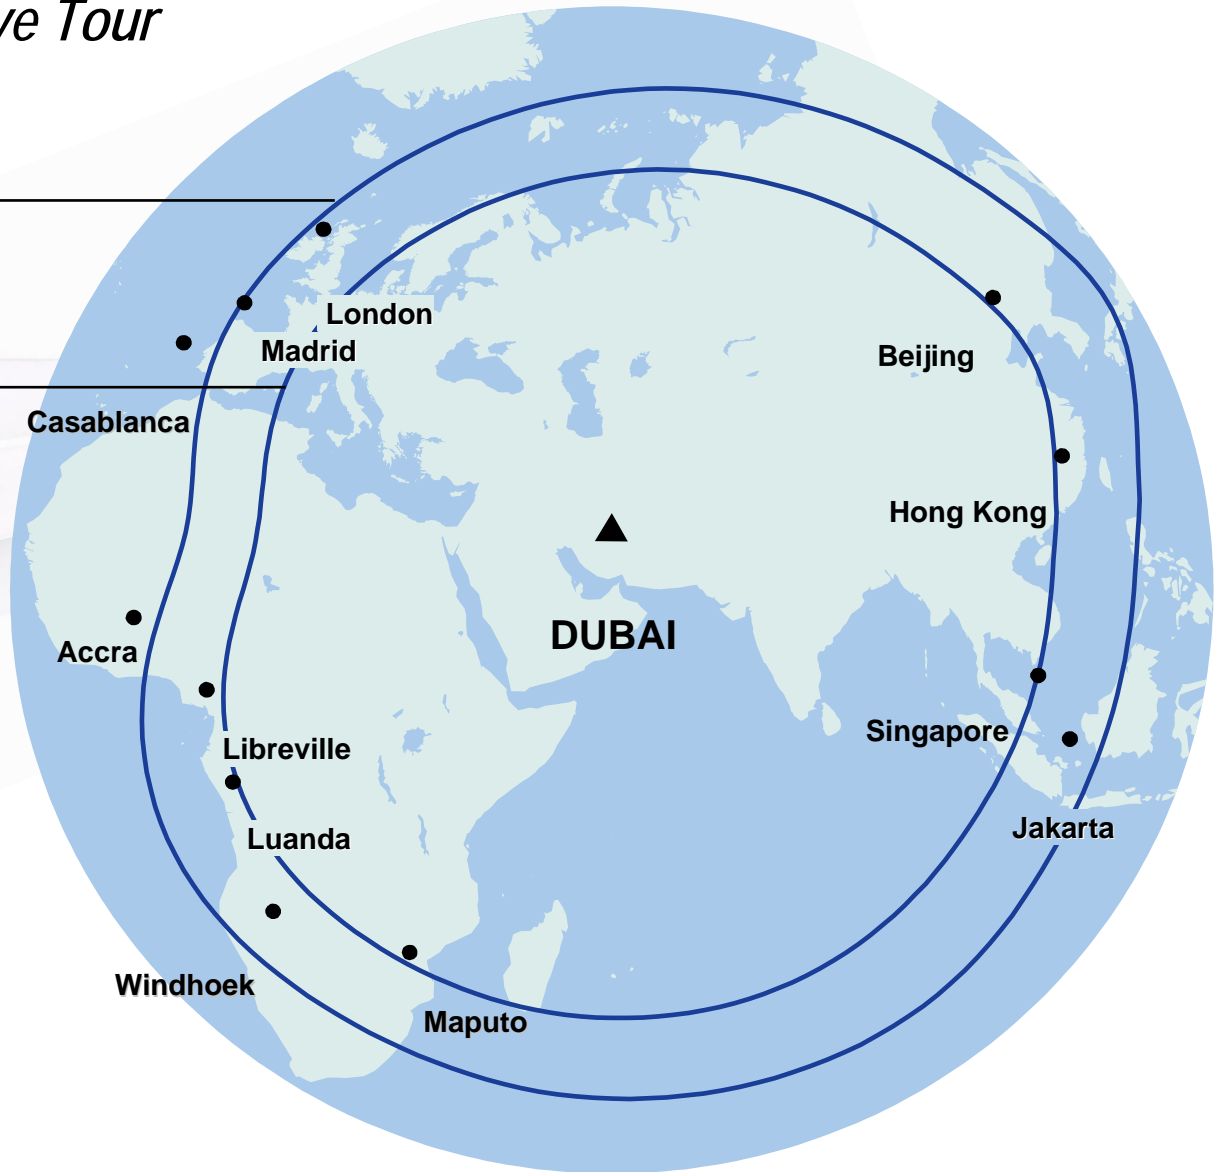 ve Tour
London
Madrid
Beijing
Casablanca
Hong Kong
DUBAI
Accra
Singapore
Libreville
Jakarta
Luanda
Windhoek
Maputo